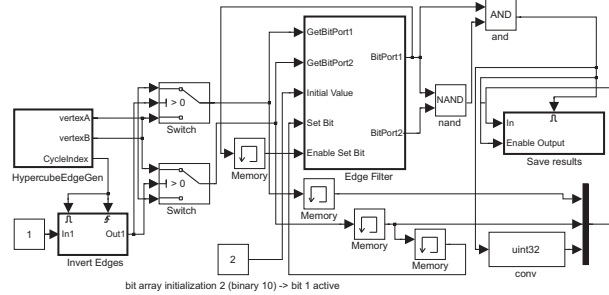 GetBitPort1
GetBitPort2
Initial Value
Set Bit
Enable Set Bit
BitPort1
BitPort2
Edge Filter
AND
and
NAND
nand
In
Enable Output
Save results
vertexA
vertexB
CycleIndex
HypercubeEdgeGen
> 0
Switch
> 0
Switch
Memory
Memory
Memory
Memory
1
In1
Out1
Invert Edges
2
uint32
conv
bit array initialization 2 (binary 10) -> bit 1 active